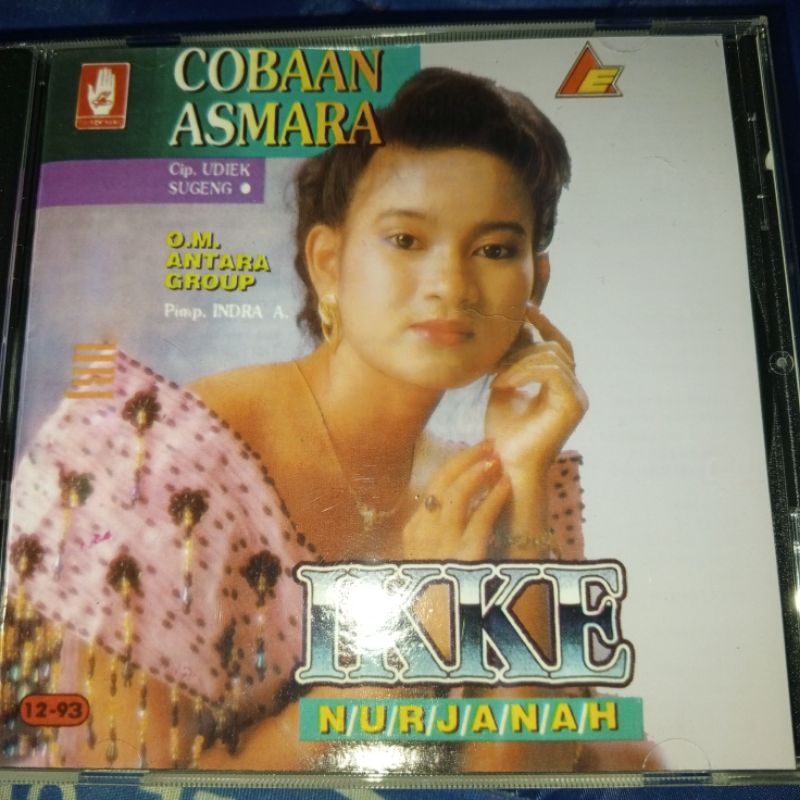 COBAAN
ASMARA
Cip. UDIEK
SUGENG
O.M.
ANTARA
GROUP
Pimp. INDRA A.
IKKE
N/U/R/J/A/N/A/H
12-93